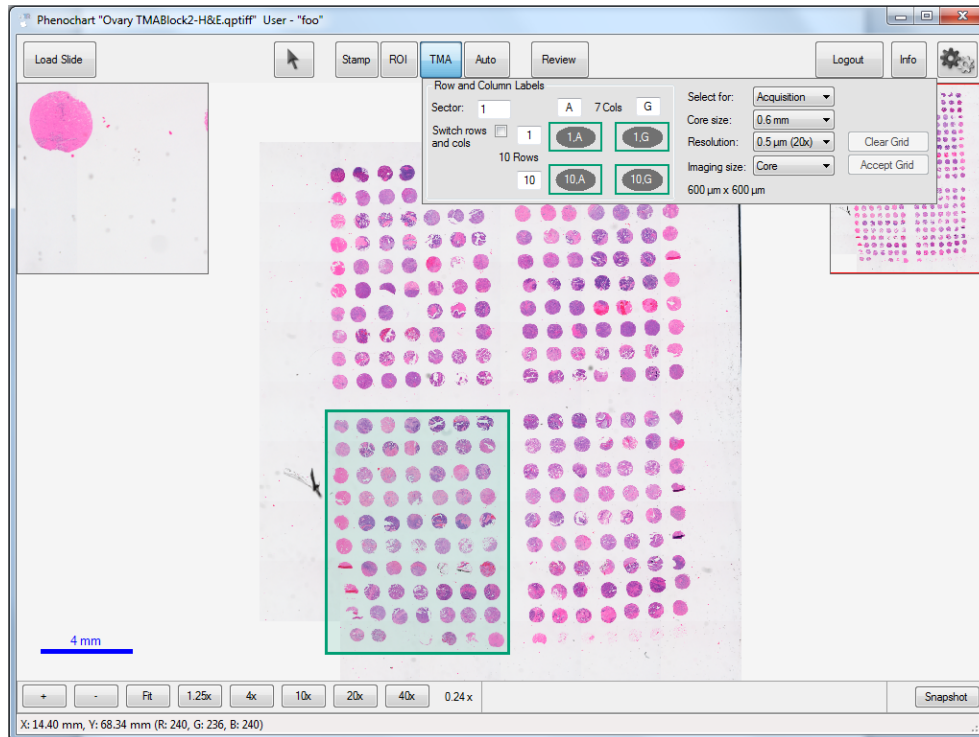 Phenochart "Ovary TMABlock2-H&E.qptiff" User - "foo"
Load Slide Stamp ROI TMA Auto Review Logout Info
Row and Column Labels
Sector: 1 A 7 Cols G
Switch rows and cols 1 1,A 1,G
10 Rows
10 10,A 10,G
Select for: Acquisition
Core size: 0.6 mm
Resolution: 0.5 µm (20x) Clear Grid
Imaging size: Core Accept Grid
600 µm x 600 µm
4 mm
+ - Fit 1.25x 4x 10x 20x 40x 0.24 x Snapshot
X: 14.40 mm, Y: 68.34 mm (R: 240, G: 236, B: 240)